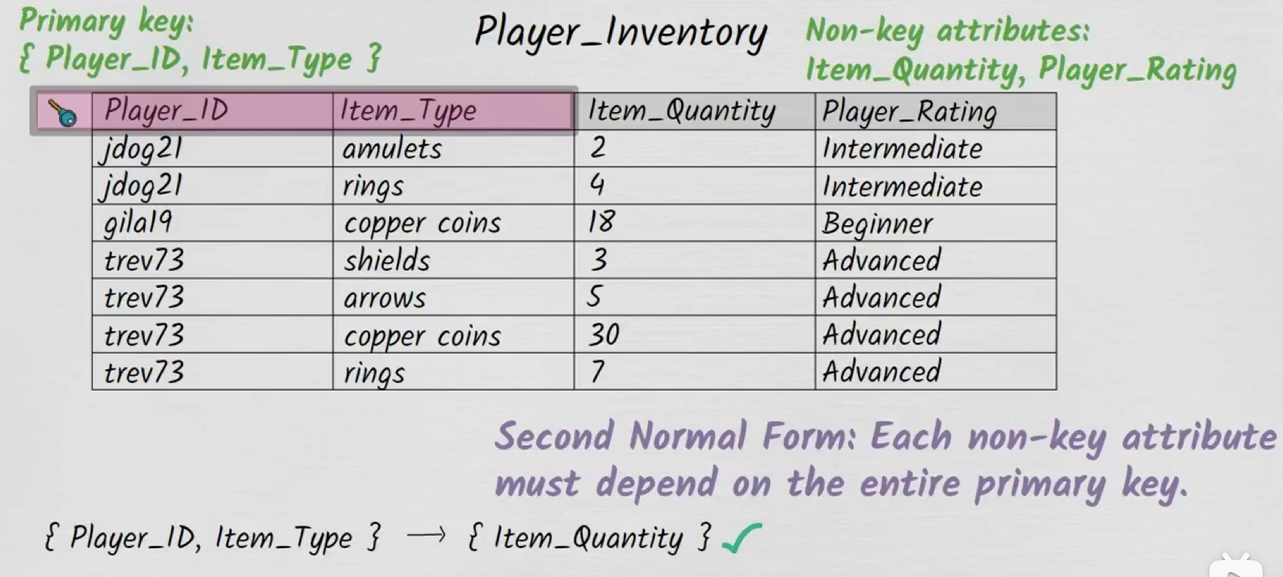 Primary key:
{ Player_ID, Item_Type }
Player_Inventory
Non-key attributes:
Item_Quantity, Player_Rating
Player_ID Item_Type Item_Quantity Player_Rating
jdog21 amulets 2 Intermediate
jdog21 rings 4 Intermediate
gila19 copper coins 18 Beginner
trev73 shields 3 Advanced
trev73 arrows 5 Advanced
trev73 copper coins 30 Advanced
trev73 rings 7 Advanced
Second Normal Form: Each non-key attribute
must depend on the entire primary key.
{ Player_ID, Item_Type } → { Item_Quantity } ✓